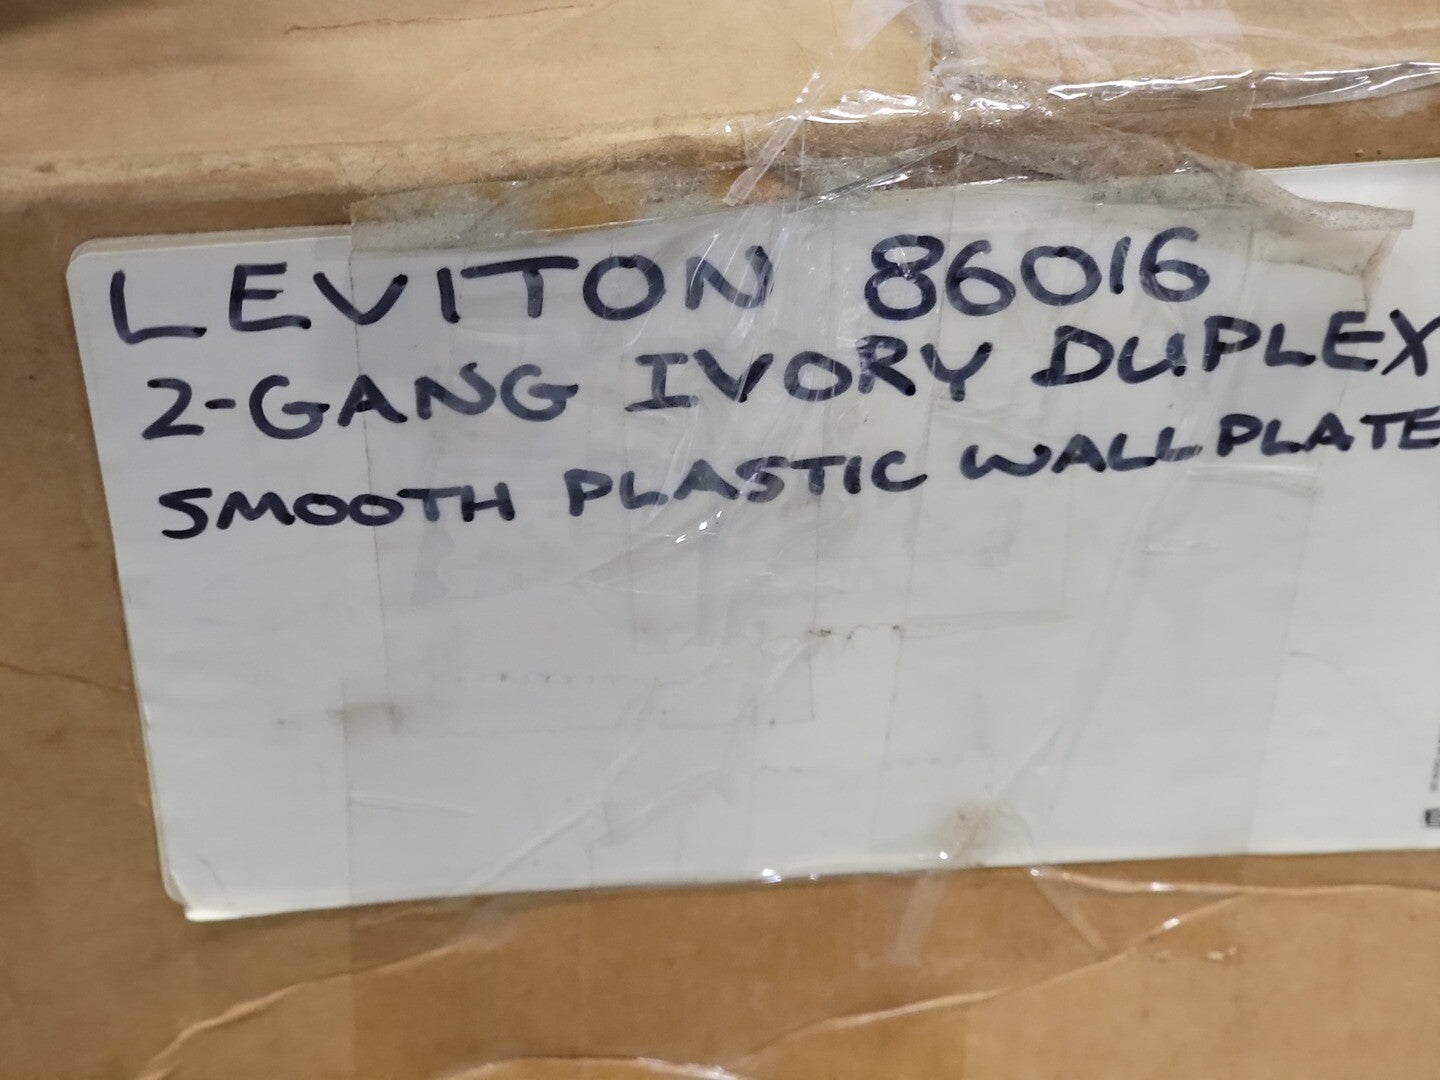 LEVITON 86016
2-GANG IVORY DUPLEX
SMOOTH PLASTIC WALLPLATE